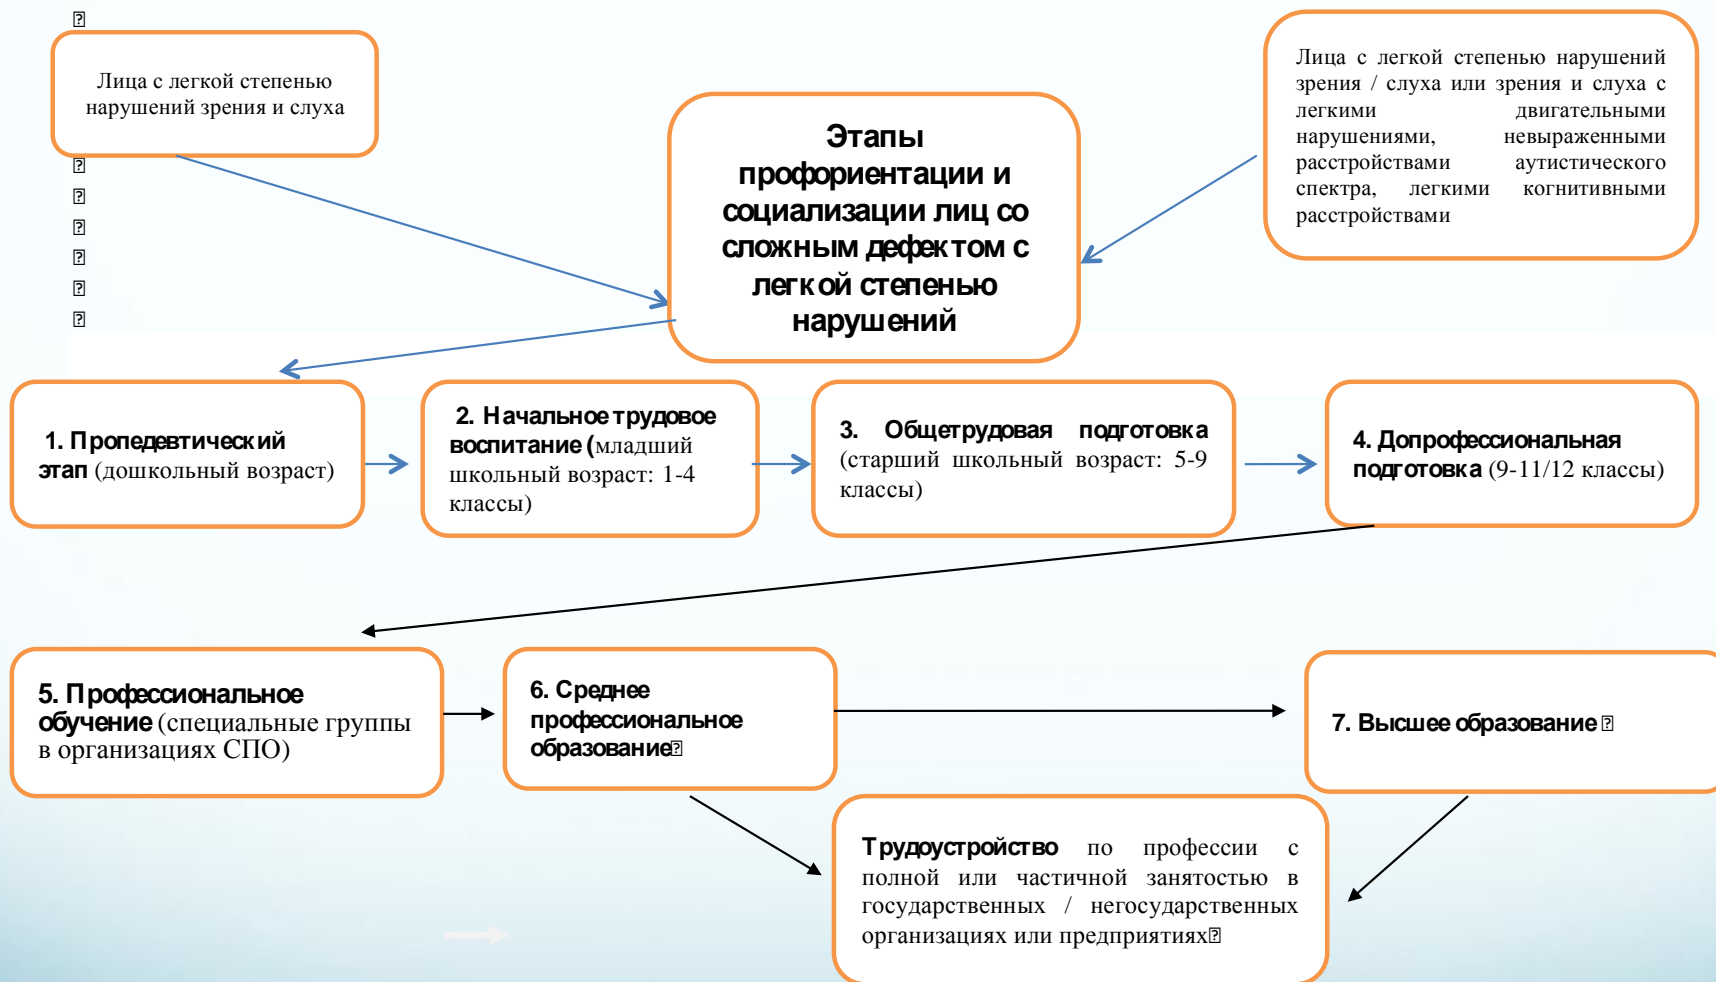 Лица с легкой степенью
нарушений зрения и слуха
Этапы
профориентации и
социализации лиц со
сложным дефектом с
легкой степенью
нарушений
Лица с легкой степенью нарушений
зрения / слуха или зрения и слуха с
легкими двигательными
нарушениями, невыраженными
расстройствами аутистического
спектра, легкими когнитивными
расстройствами
1. Пропедевтический
этап (дошкольный возраст)
2. Начальное трудовое
воспитание (младший
школьный возраст: 1-4
классы)
3. Общетрудовая подготовка
(старший школьный возраст: 5-9
классы)
4. Допрофессиональная
подготовка (9-11/12 классы)
5. Профессиональное
обучение (специальные группы
в организациях СПО)
6. Среднее
профессиональное
образование
7. Высшее образование
Трудоустройство по профессии с
полной или частичной занятостью в
государственных / негосударственных
организациях или предприятиях